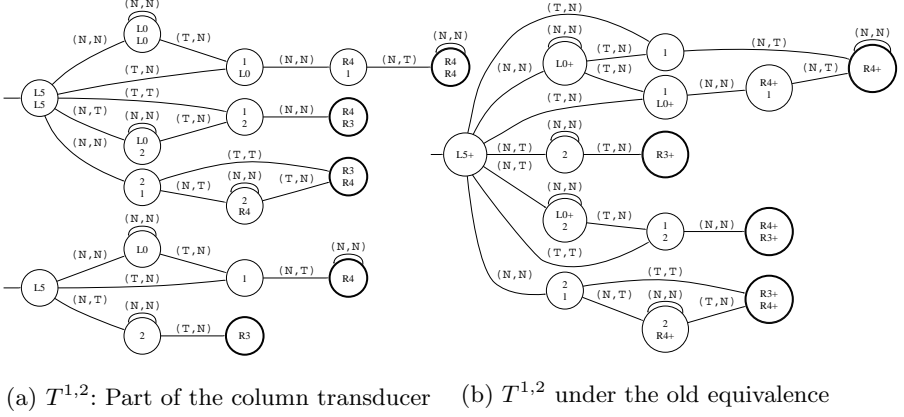 (N,N)
L0
L0
(N,N)
(T,N)
(T,N)
1
L0
(N,N)
R4
1
(N,T)
(N,N)
R4
R4
L5
L5
(T,T)
(N,T)
(N,N)
L0
2
(T,N)
1
2
(N,N)
R4
R3
(N,N)
2
1
(T,T)
(N,T)
(N,N)
2
R4
(T,N)
R3
R4
(N,N)
L0
(N,N)
(T,N)
L5
(T,N)
1
(N,T)
(N,N)
R4
(N,T)
(N,N)
2
(T,N)
R3
(a) T^{1,2}: Part of the column transducer
(T,N)
(N,N)
L0+
(N,N)
(T,N)
(T,N)
1
(N,T)
(N,N)
R4+
(T,N)
1
L0+
(N,N)
R4+
1
(N,T)
L5+
(N,T)
(N,N)
2
(T,N)
R3+
(N,T)
(N,N)
L0+
2
(T,N)
1
2
(N,N)
R4+
R3+
(T,T)
(N,N)
2
1
(T,T)
(N,T)
(N,N)
2
R4+
(T,N)
R3+
R4+
(b) T^{1,2} under the old equivalence